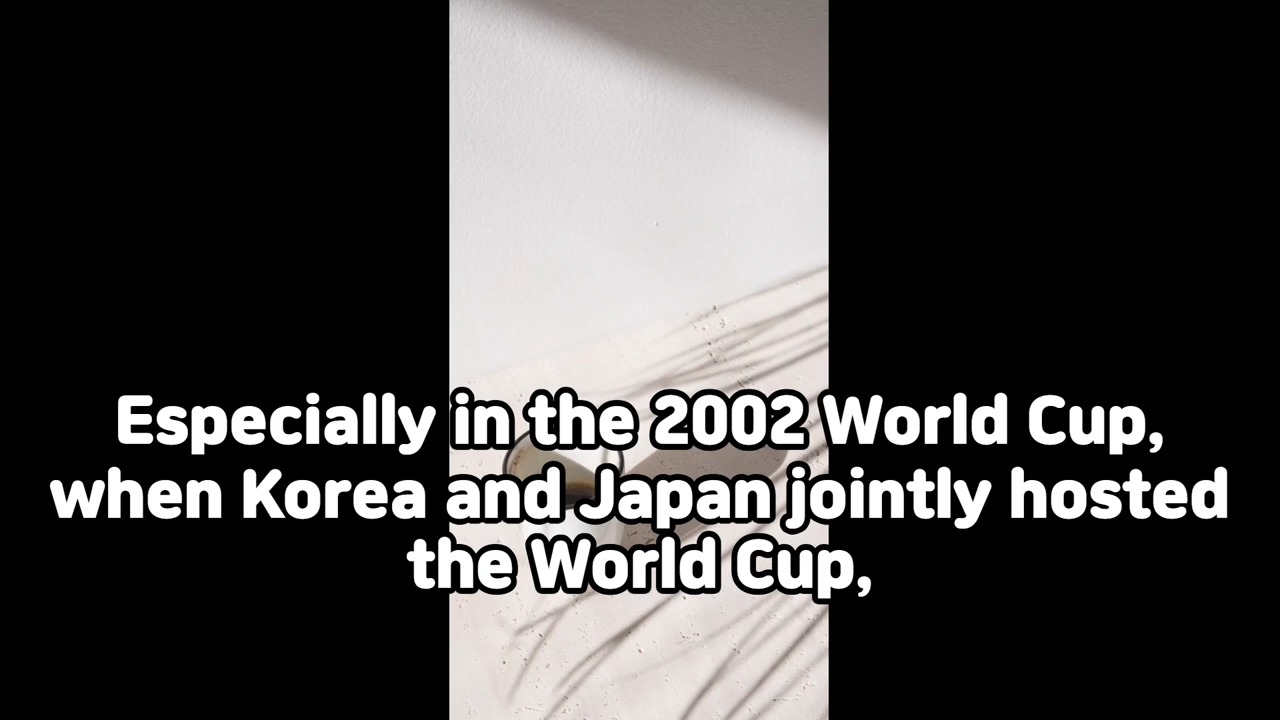 Especially in the 2002 World Cup,
when Korea and Japan jointly hosted
the World Cup,